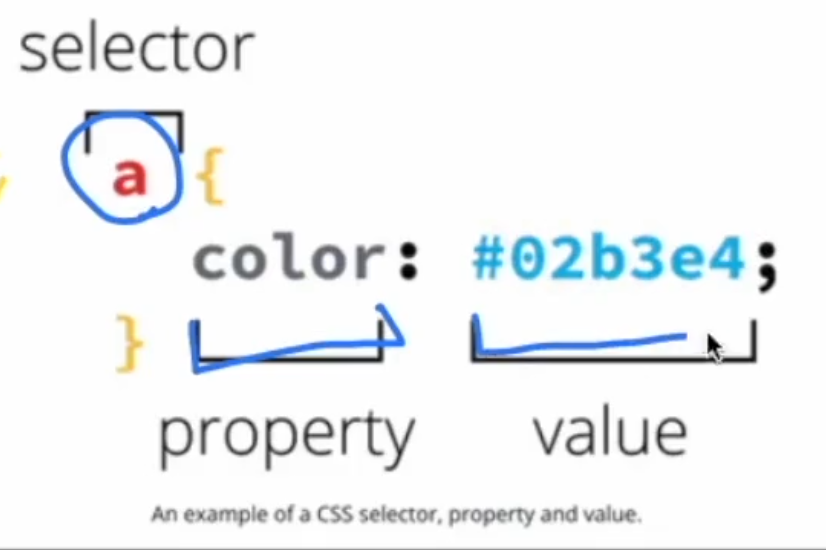 selector
a {
color: #02b3e4;
}
property value
An example of a CSS selector, property and value.